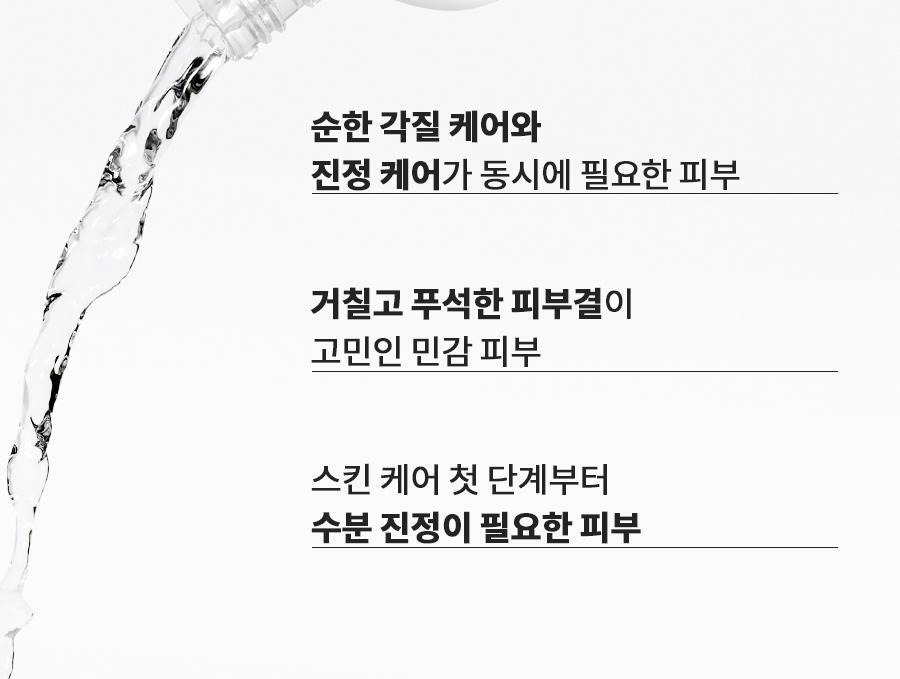 순한 각질 케어와
진정 케어가 동시에 필요한 피부
거칠고 푸석한 피부결이
고민인 민감 피부
스킨 케어 첫 단계부터
수분 진정이 필요한 피부